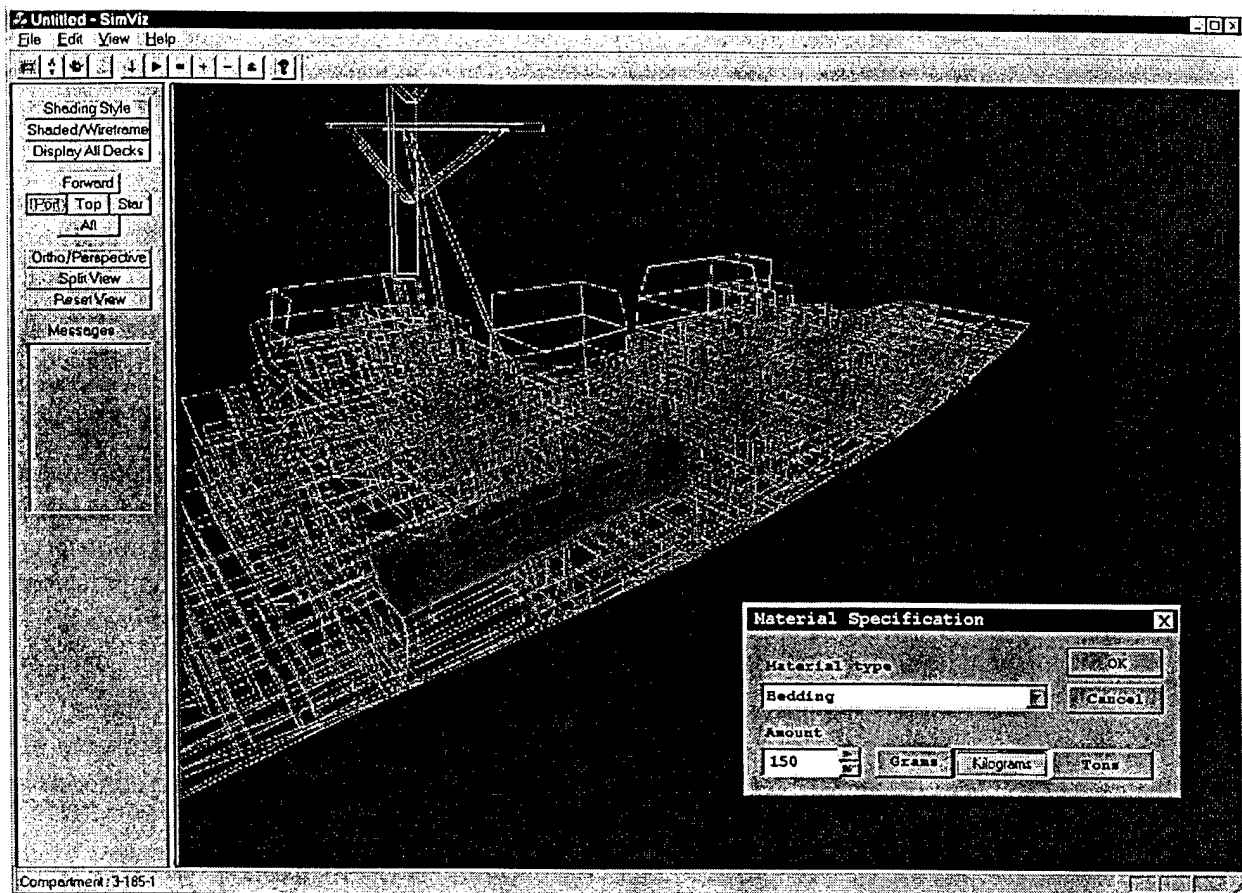 Untitled - SimViz
File Edit View Help
Shading Style
Shaded/Wireframe
Display All Decks
Forward
Port Top Star
All
Ortho/Perspective
Split View
Reset View
Messages
Material Specification
Material type
OK
Bedding
Cancel
Amount
150 Grams Kilograms Tons
Compartment: 3-185-1